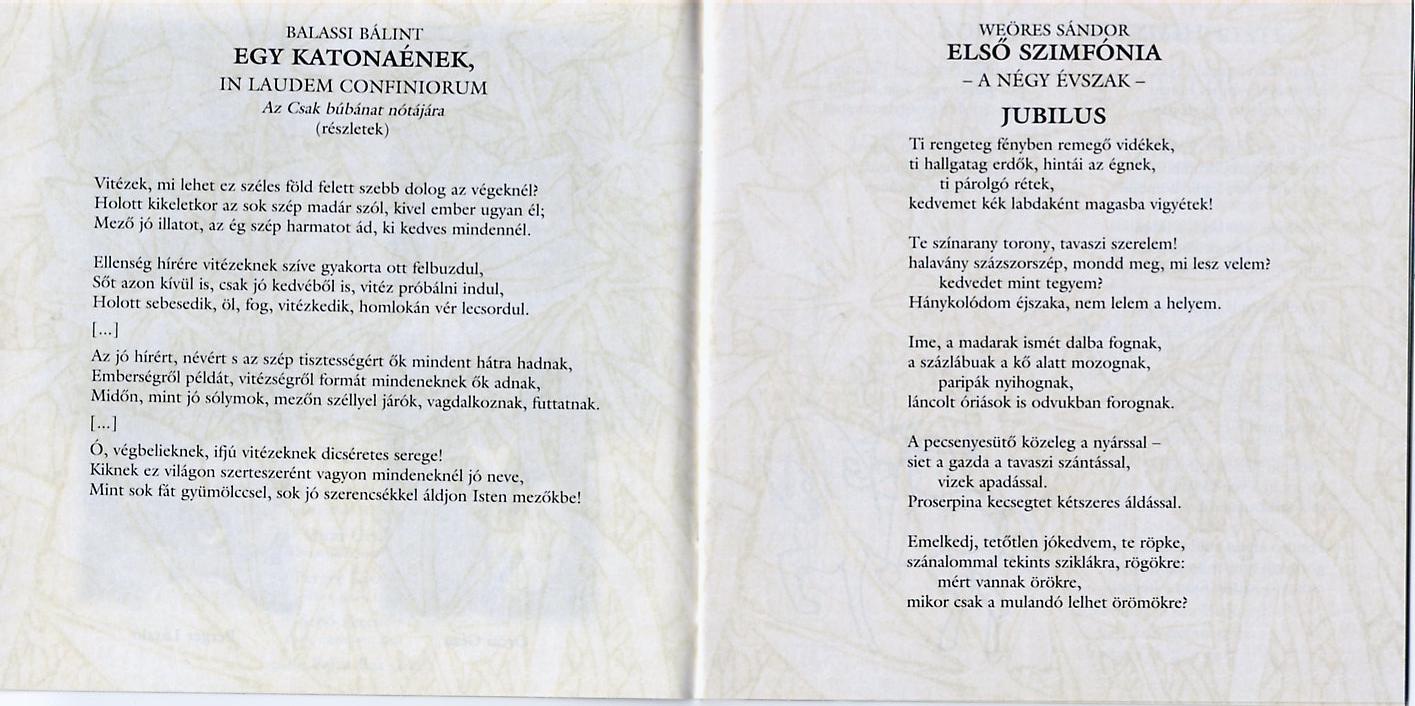 BALASSI BÁLINT
EGY KATONAÉNEK,
IN LAUDEM CONFINIORUM
Az Csak búbánat nótájára
(részletek)
Vitézek, mi lehet ez széles föld felett szebb dolog az végeknél?
Holott kikeletkor az sok szép madár szól, kivel ember ugyan él;
Mező jó illatot, az ég szép harmatot ád, ki kedves mindennél.
Ellenség hírére vitézeknek szíve gyakorta ott felbuzdul,
Sőt azon kívül is, csak jó kedvéből is, vitéz próbálni indul,
Holott sebesedik, öl, fog, vitézkedik, homlokán vér lecsordul.
[...]
Az jó hírért, névért s az szép tisztességért ők mindent hátra hadnak,
Emberségről példát, vitézségről formát mindeneknek ők adnak,
Midőn, mint jó sólymok, mezőn széllyel járók, vagdalkoznak, futtatnak.
[...]
Ó, végbelieknek, ifjú vitézeknek dicséretes serege!
Kiknek ez világon szerteszerént vagyon mindeneknél jó neve,
Mint sok fát gyümölccsel, sok jó szerencsékkel áldjon Isten mezőkbe!
WEÖRES SÁNDOR
ELSŐ SZIMFÓNIA
– A NÉGY ÉVSZAK –
JUBILUS
Ti rengeteg fényben remegő vidékek,
ti hallgatag erdők, hintái az égnek,
ti párolgó rétek,
kedvemet kék labdaként magasba vigyétek!
Te színarany torony, tavaszi szerelem!
halavány százszorszép, mondd meg, mi lesz velem?
kedvedet mint tegyem?
Hánykolódom éjszaka, nem lelem a helyem.
Ime, a madarak ismét dalba fognak,
a százlábuak a kő alatt mozognak,
paripák nyihognak,
láncolt óriások is odvukban forognak.
A pecsenyesütő közeleg a nyárssal –
siet a gazda a tavaszi szántással,
vizek apadással.
Proserpina kecsegtet kétszeres áldással.
Emelkedj, tetőtlen jókedvem, te röpke,
szánalommal tekints sziklákra, rögökre:
mért vannak örökre,
mikor csak a mulandó lelhet örömökre?